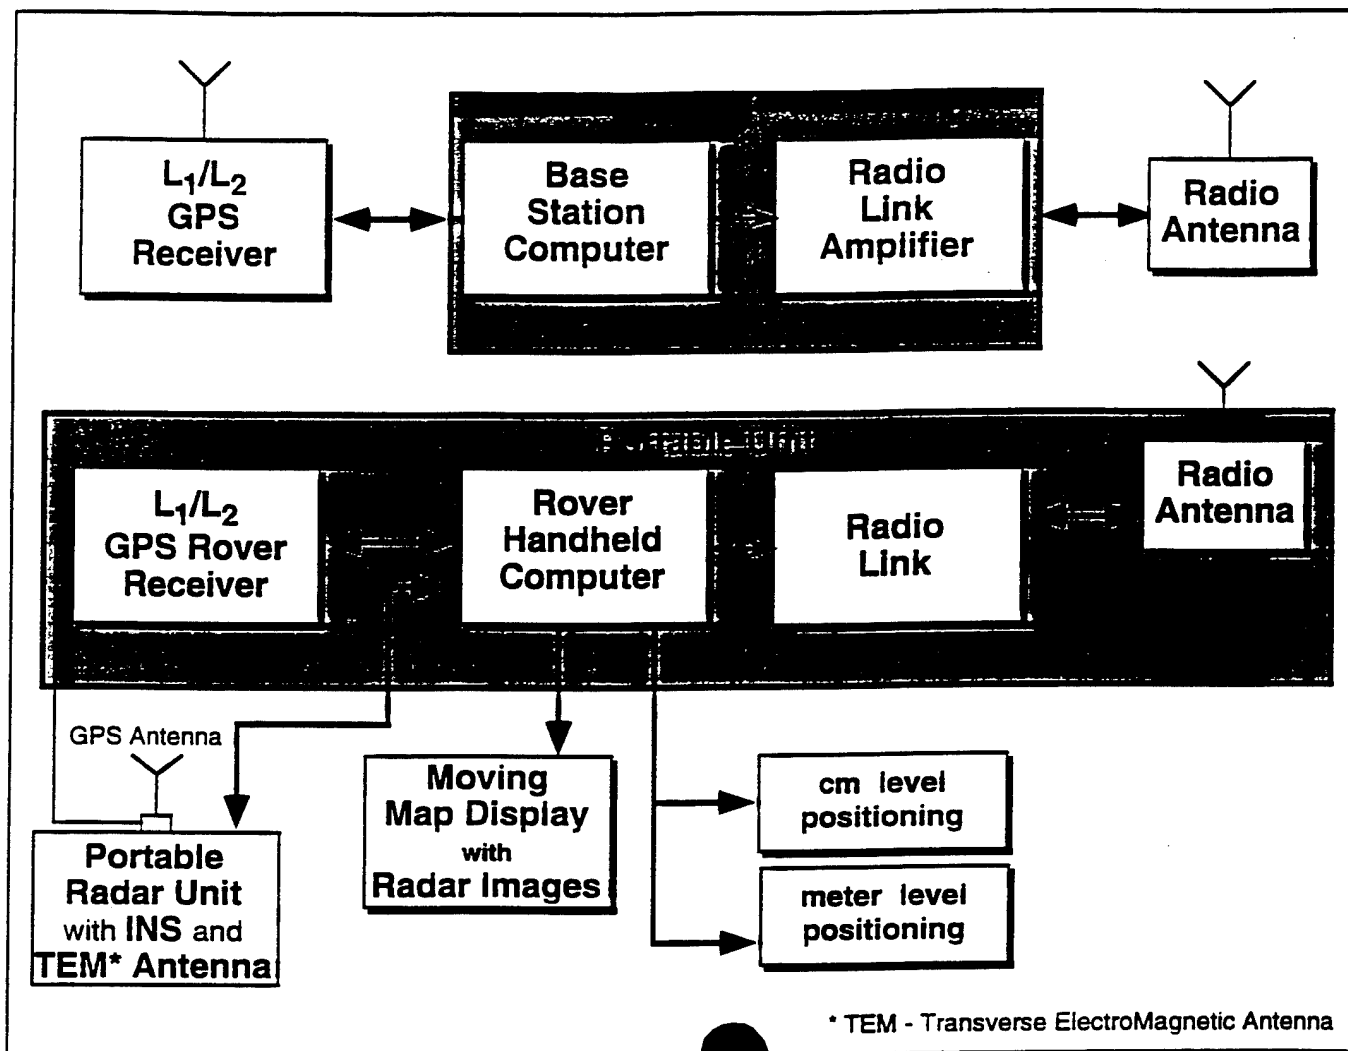 L1/L2
GPS
Receiver
Base
Station
Computer
Radio
Link
Amplifier
Radio
Antenna
Portable Unit
L1/L2
GPS Rover
Receiver
Rover
Handheld
Computer
Radio
Link
Radio
Antenna
GPS Antenna
Portable
Radar Unit
with INS and
TEM* Antenna
Moving
Map Display
with
Radar Images
cm level
positioning
meter level
positioning
* TEM - Transverse ElectroMagnetic Antenna